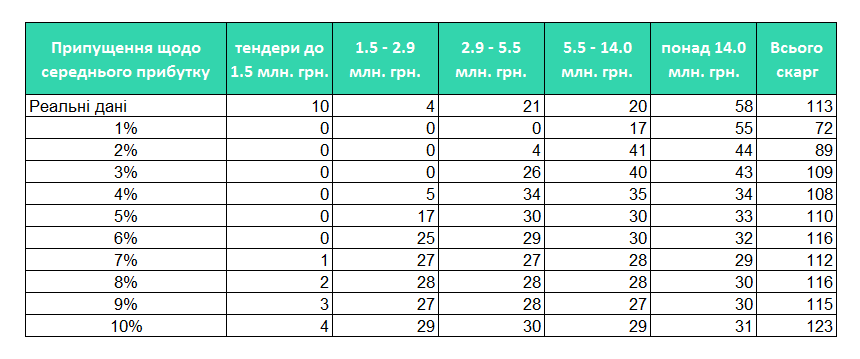 Припущення щодо середнього прибутку | тендери до 1.5 млн. грн. | 1.5 - 2.9 млн. грн. | 2.9 - 5.5 млн. грн. | 5.5 - 14.0 млн. грн. | понад 14.0 млн. грн. | Всього скарг
Реальні дані | 10 | 4 | 21 | 20 | 58 | 113
1% | 0 | 0 | 0 | 17 | 55 | 72
2% | 0 | 0 | 4 | 41 | 44 | 89
3% | 0 | 0 | 26 | 40 | 43 | 109
4% | 0 | 5 | 34 | 35 | 34 | 108
5% | 0 | 17 | 30 | 30 | 33 | 110
6% | 0 | 25 | 29 | 30 | 32 | 116
7% | 1 | 27 | 27 | 28 | 29 | 112
8% | 2 | 28 | 28 | 28 | 30 | 116
9% | 3 | 27 | 28 | 27 | 30 | 115
10% | 4 | 29 | 30 | 29 | 31 | 123